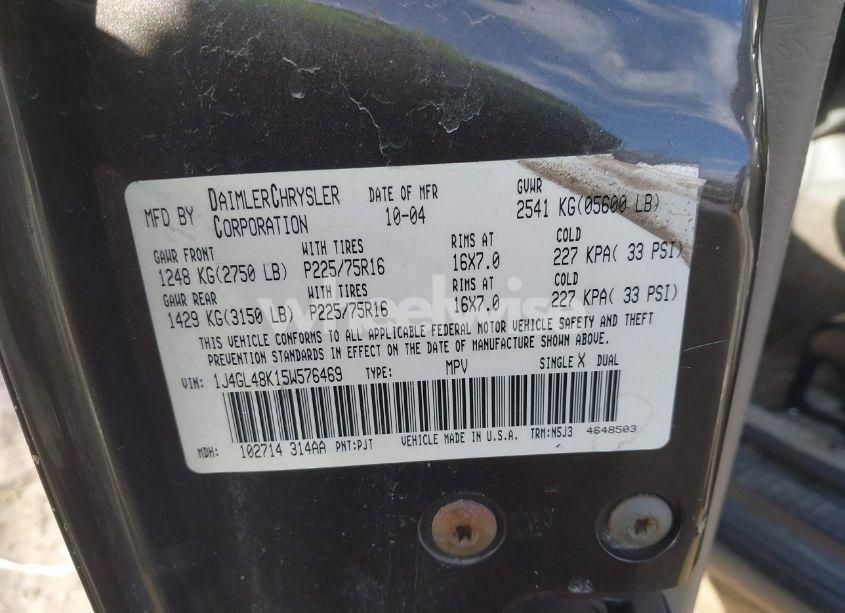 MFD BY DAIMLERCHRYSLER CORPORATION DATE OF MFR 10-04 GVWR 2541 KG(05600 LB)
GAWR FRONT WITH TIRES RIMS AT COLD
1248 KG(2750 LB) P225/75R16 16X7.0 227 KPA( 33 PSI)
GAWR REAR WITH TIRES RIMS AT COLD
1429 KG(3150 LB) P225/75R16 16X7.0 227 KPA( 33 PSI)
THIS VEHICLE CONFORMS TO ALL APPLICABLE FEDERAL MOTOR VEHICLE SAFETY AND THEFT
PREVENTION STANDARDS IN EFFECT ON THE DATE OF MANUFACTURE SHOWN ABOVE.
VIN: 1J4GL48K15W576469 TYPE: MPV SINGLE X DUAL
MDH: 102714 314AA PNT:PJT VEHICLE MADE IN U.S.A. TRM:N5J3 4648503
wheelwise